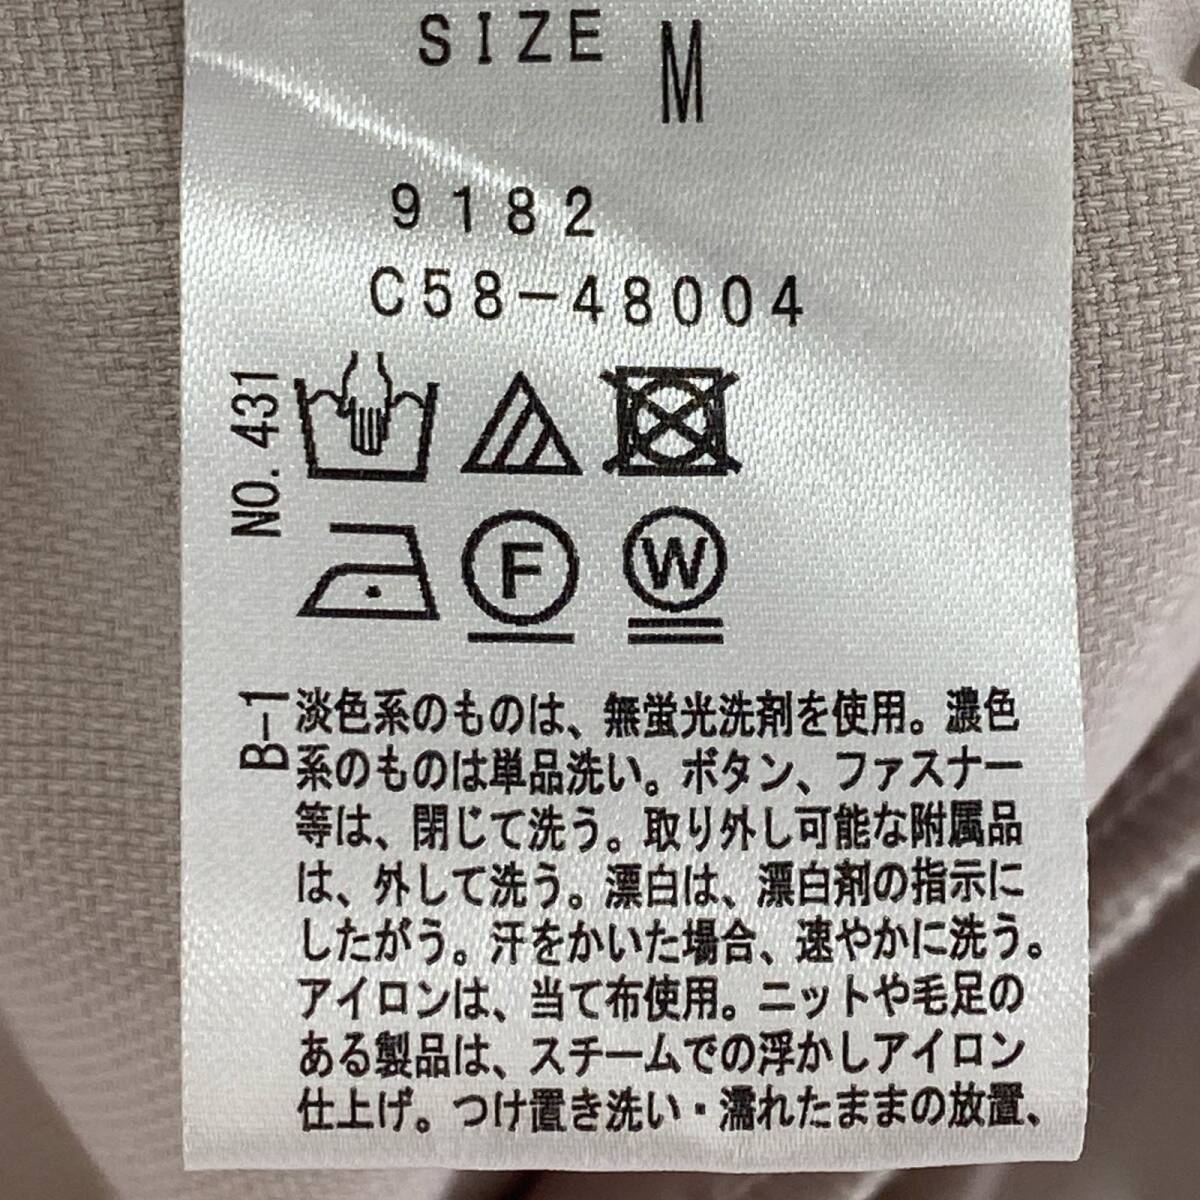 SIZE M
9182
C58-48004
NO. 431
F W
B-1
淡色系のものは、無蛍光洗剤を使用。濃色
系のものは単品洗い。ボタン、ファスナー
等は、閉じて洗う。取り外し可能な附属品
は、外して洗う。漂白は、漂白剤の指示に
したがう。汗をかいた場合、速やかに洗う。
アイロンは、当て布使用。ニットや毛足の
ある製品は、スチームでの浮かしアイロン
仕上げ。つけ置き洗い・濡れたままの放置、